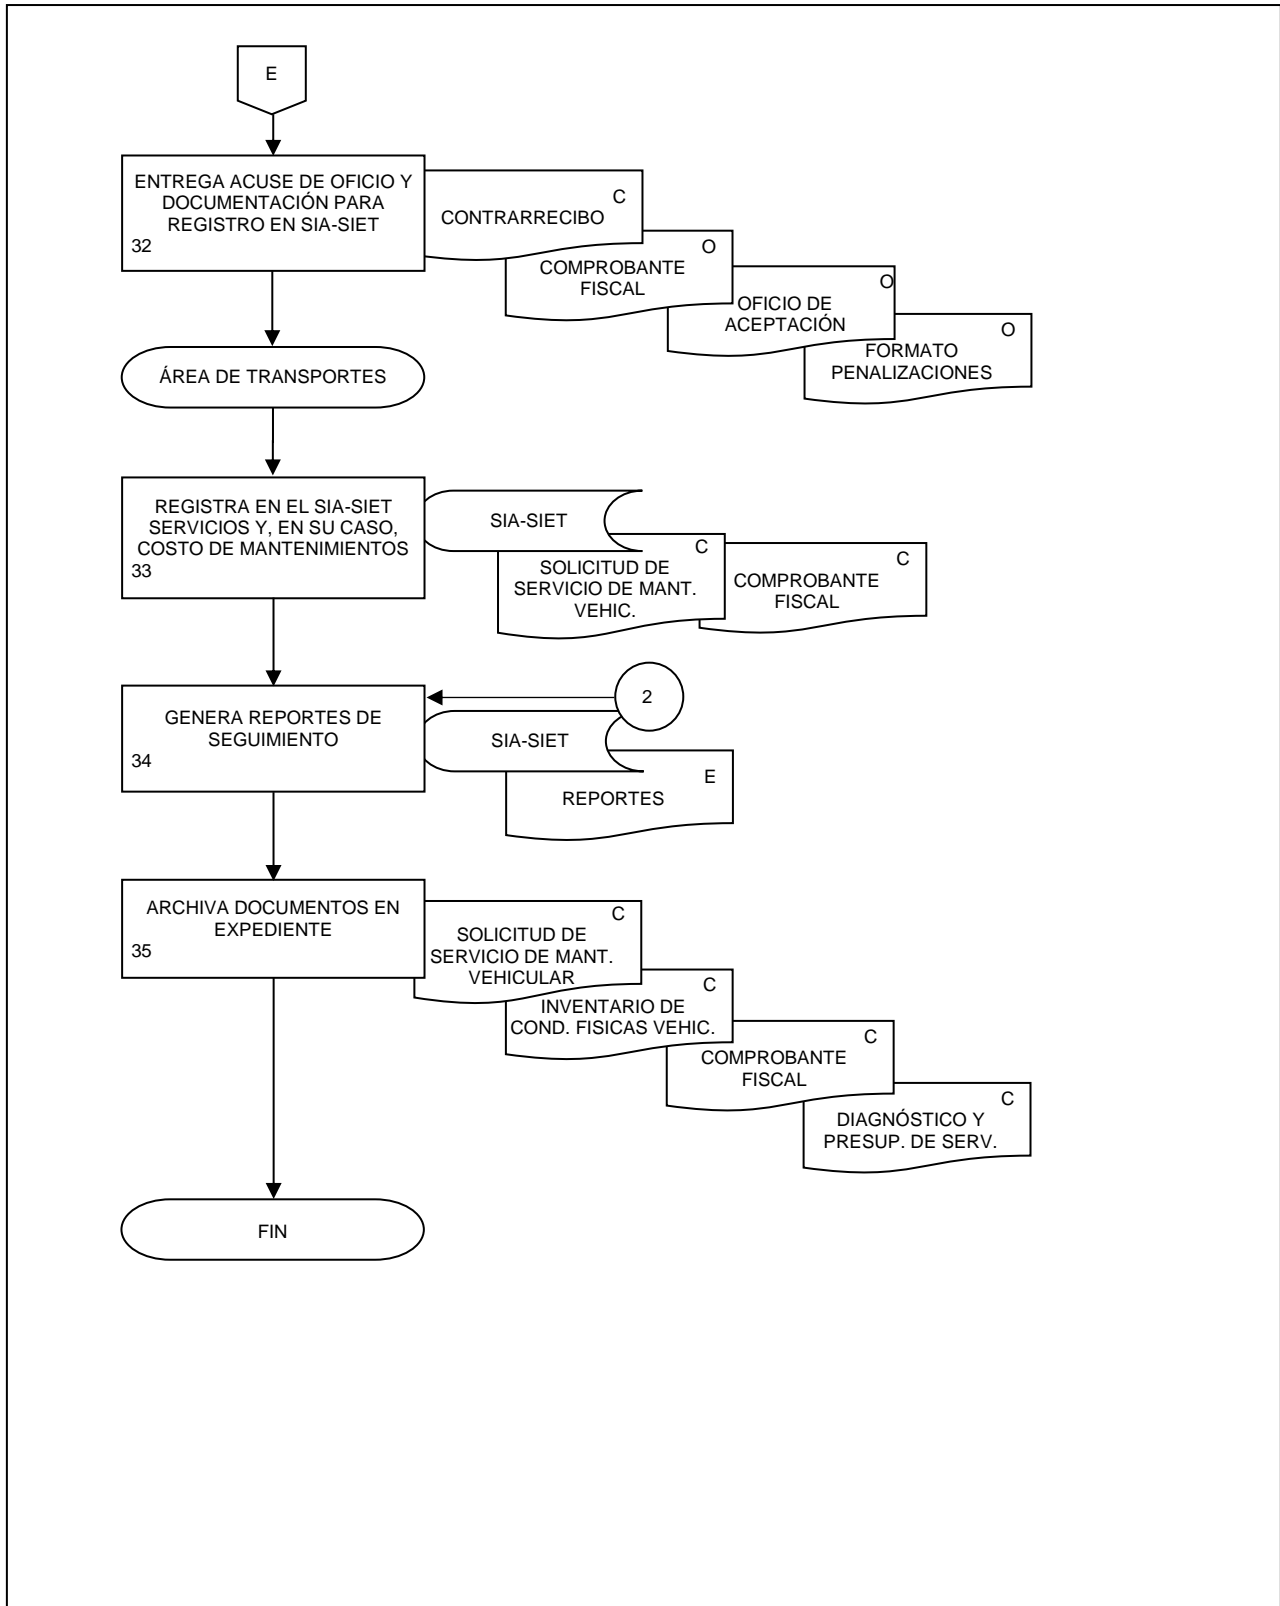 E
ENTREGA ACUSE DE OFICIO Y
DOCUMENTACIÓN PARA
REGISTRO EN SIA-SIET
32
C
CONTRARRECIBO
O
COMPROBANTE
FISCAL
O
OFICIO DE
ACEPTACIÓN
O
FORMATO
PENALIZACIONES
ÁREA DE TRANSPORTES
REGISTRA EN EL SIA-SIET
SERVICIOS Y, EN SU CASO,
COSTO DE MANTENIMIENTOS
33
SIA-SIET
C
SOLICITUD DE
SERVICIO DE MANT.
VEHIC.
C
COMPROBANTE
FISCAL
2
GENERA REPORTES DE
SEGUIMIENTO
34
SIA-SIET
E
REPORTES
ARCHIVA DOCUMENTOS EN
EXPEDIENTE
35
C
SOLICITUD DE
SERVICIO DE MANT.
VEHICULAR
C
INVENTARIO DE
COND. FISICAS VEHIC.
C
COMPROBANTE
FISCAL
C
DIAGNÓSTICO Y
PRESUP. DE SERV.
FIN